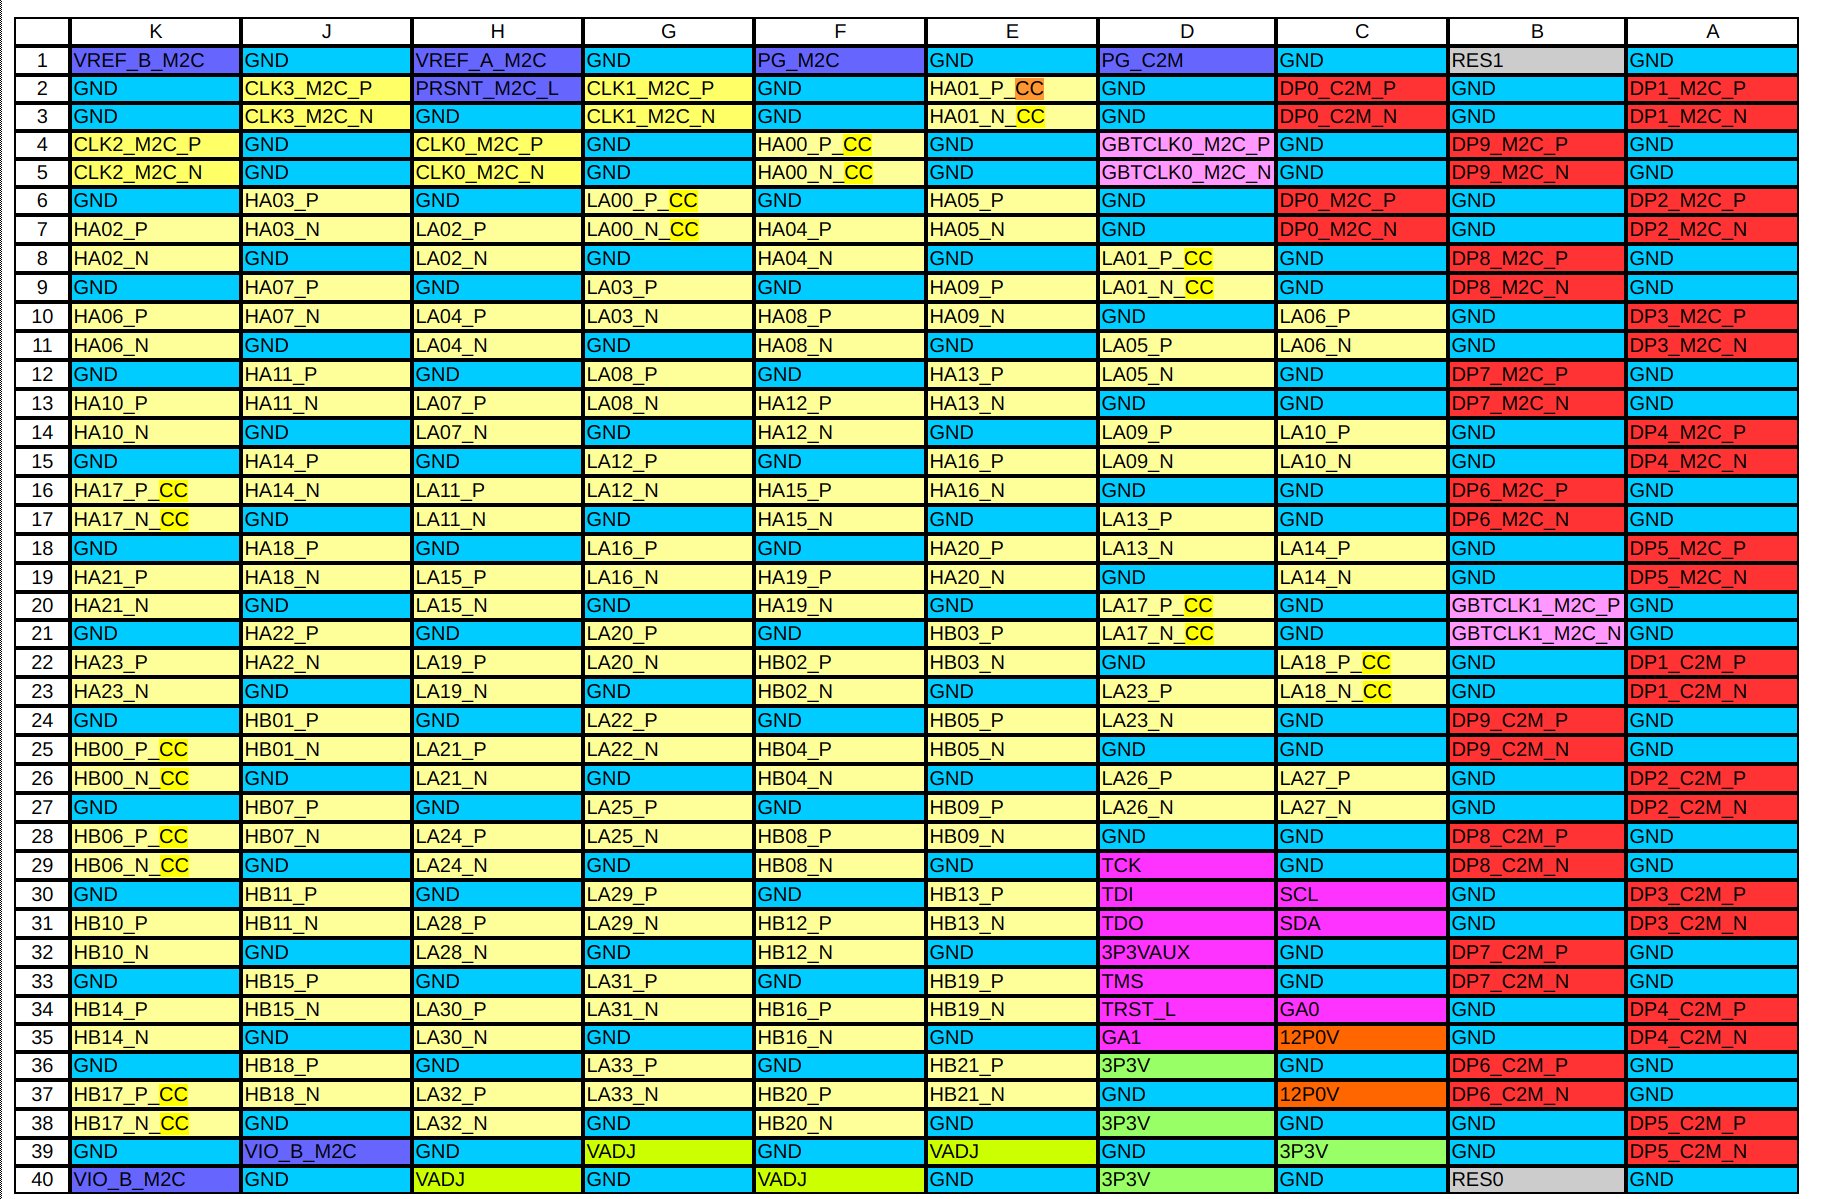 K J H G F E D C B A
1 VREF_B_M2C GND VREF_A_M2C GND PG_M2C GND PG_C2M GND RES1 GND
2 GND CLK3_M2C_P PRSNT_M2C_L CLK1_M2C_P GND HA01_P_CC GND DP0_C2M_P GND DP1_M2C_P
3 GND CLK3_M2C_N GND CLK1_M2C_N GND HA01_N_CC GND DP0_C2M_N GND DP1_M2C_N
4 CLK2_M2C_P GND CLK0_M2C_P GND HA00_P_CC GND GBTCLK0_M2C_P GND DP9_M2C_P GND
5 CLK2_M2C_N GND CLK0_M2C_N GND HA00_N_CC GND GBTCLK0_M2C_N GND DP9_M2C_N GND
6 GND HA03_P GND LA00_P_CC GND HA05_P GND DP0_M2C_P GND DP2_M2C_P
7 HA02_P HA03_N LA02_P LA00_N_CC HA04_P HA05_N GND DP0_M2C_N GND DP2_M2C_N
8 HA02_N GND LA02_N GND HA04_N GND LA01_P_CC GND DP8_M2C_P GND
9 GND HA07_P GND LA03_P GND HA09_P LA01_N_CC GND DP8_M2C_N GND
10 HA06_P HA07_N LA04_P LA03_N HA08_P HA09_N GND LA06_P GND DP3_M2C_P
11 HA06_N GND LA04_N GND HA08_N GND LA05_P LA06_N GND DP3_M2C_N
12 GND HA11_P GND LA08_P GND HA13_P LA05_N GND DP7_M2C_P GND
13 HA10_P HA11_N LA07_P LA08_N HA12_P HA13_N GND GND DP7_M2C_N GND
14 HA10_N GND LA07_N GND HA12_N GND LA09_P LA10_P GND DP4_M2C_P
15 GND HA14_P GND LA12_P GND HA16_P LA09_N LA10_N GND DP4_M2C_N
16 HA17_P_CC HA14_N LA11_P LA12_N HA15_P HA16_N GND GND DP6_M2C_P GND
17 HA17_N_CC GND LA11_N GND HA15_N GND LA13_P GND DP6_M2C_N GND
18 GND HA18_P GND LA16_P GND HA20_P LA13_N LA14_P GND DP5_M2C_P
19 HA21_P HA18_N LA15_P LA16_N HA19_P HA20_N GND LA14_N GND DP5_M2C_N
20 HA21_N GND LA15_N GND HA19_N GND LA17_P_CC GND GBTCLK1_M2C_P GND
21 GND HA22_P GND LA20_P GND HB03_P LA17_N_CC GND GBTCLK1_M2C_N GND
22 HA23_P HA22_N LA19_P LA20_N HB02_P HB03_N GND LA18_P_CC GND DP1_C2M_P
23 HA23_N GND LA19_N GND HB02_N GND LA23_P LA18_N_CC GND DP1_C2M_N
24 GND HB01_P GND LA22_P GND HB05_P LA23_N GND DP9_C2M_P GND
25 HB00_P_CC HB01_N LA21_P LA22_N HB04_P HB05_N GND GND DP9_C2M_N GND
26 HB00_N_CC GND LA21_N GND HB04_N GND LA26_P LA27_P GND DP2_C2M_P
27 GND HB07_P GND LA25_P GND HB09_P LA26_N LA27_N GND DP2_C2M_N
28 HB06_P_CC HB07_N LA24_P LA25_N HB08_P HB09_N GND GND DP8_C2M_P GND
29 HB06_N_CC GND LA24_N GND HB08_N GND TCK GND DP8_C2M_N GND
30 GND HB11_P GND LA29_P GND HB13_P TDI SCL GND DP3_C2M_P
31 HB10_P HB11_N LA28_P LA29_N HB12_P HB13_N TDO SDA GND DP3_C2M_N
32 HB10_N GND LA28_N GND HB12_N GND 3P3VAUX GND DP7_C2M_P GND
33 GND HB15_P GND LA31_P GND HB19_P TMS GND DP7_C2M_N GND
34 HB14_P HB15_N LA30_P LA31_N HB16_P HB19_N TRST_L GA0 GND DP4_C2M_P
35 HB14_N GND LA30_N GND HB16_N GND GA1 12P0V GND DP4_C2M_N
36 GND HB18_P GND LA33_P GND HB21_P 3P3V GND DP6_C2M_P GND
37 HB17_P_CC HB18_N LA32_P LA33_N HB20_P HB21_N GND 12P0V DP6_C2M_N GND
38 HB17_N_CC GND LA32_N GND HB20_N GND 3P3V GND GND DP5_C2M_P
39 GND VIO_B_M2C GND VADJ GND VADJ GND 3P3V GND DP5_C2M_N
40 VIO_B_M2C GND VADJ GND VADJ GND 3P3V GND RES0 GND